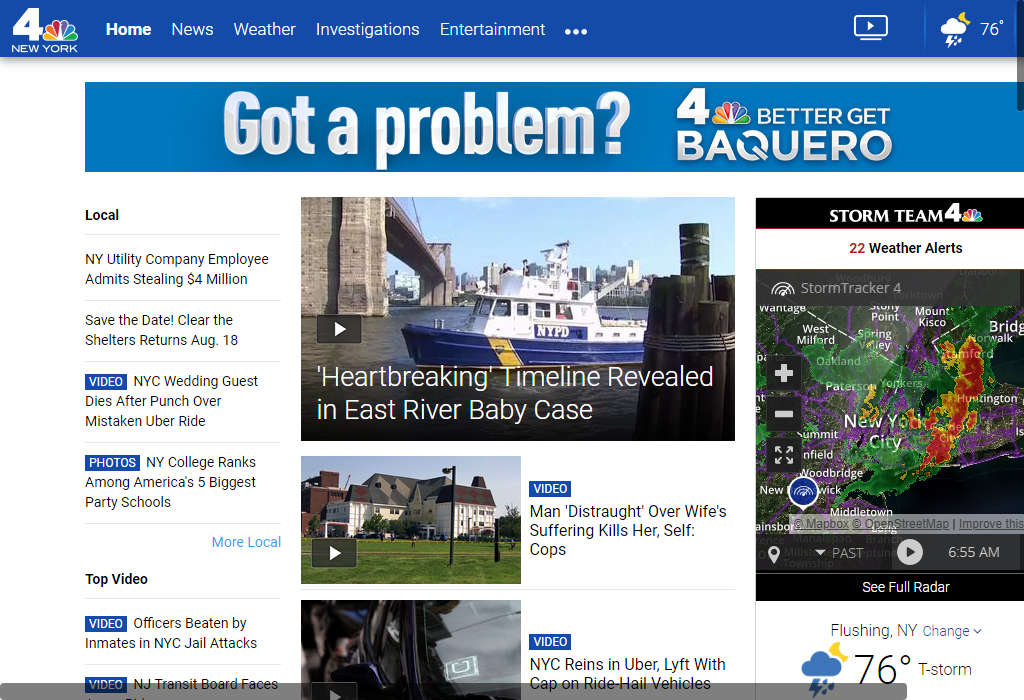 4
NEW YORK
Home News Weather Investigations Entertainment
76°
Got a problem?
4 BETTER GET
BAQUERO
Local
NY Utility Company Employee
Admits Stealing $4 Million
Save the Date! Clear the
Shelters Returns Aug. 18
VIDEO NYC Wedding Guest
Dies After Punch Over
Mistaken Uber Ride
PHOTOS NY College Ranks
Among America's 5 Biggest
Party Schools
More Local
Top Video
VIDEO Officers Beaten by
Inmates in NYC Jail Attacks
VIDEO NJ Transit Board Faces
NYPD
'Heartbreaking' Timeline Revealed
in East River Baby Case
VIDEO
Man 'Distraught' Over Wife's
Suffering Kills Her, Self:
Cops
VIDEO
NYC Reins in Uber, Lyft With
Cap on Ride-Hail Vehicles
STORM TEAM 4
22 Weather Alerts
StormTracker 4
Wantage
Stony
Point
Mount
Kisco
West
Milford
Spring
Valley
Bridg
Norwalk
Stamford
Oakland
Paterson
Yonkers
Huntington
New York
City
Summit
nfield
Woodbridge
New
wick
Middletown
© Mapbox © OpenStreetMap | Improve this
PAST
6:55 AM
See Full Radar
Flushing, NY Change
76° T-storm